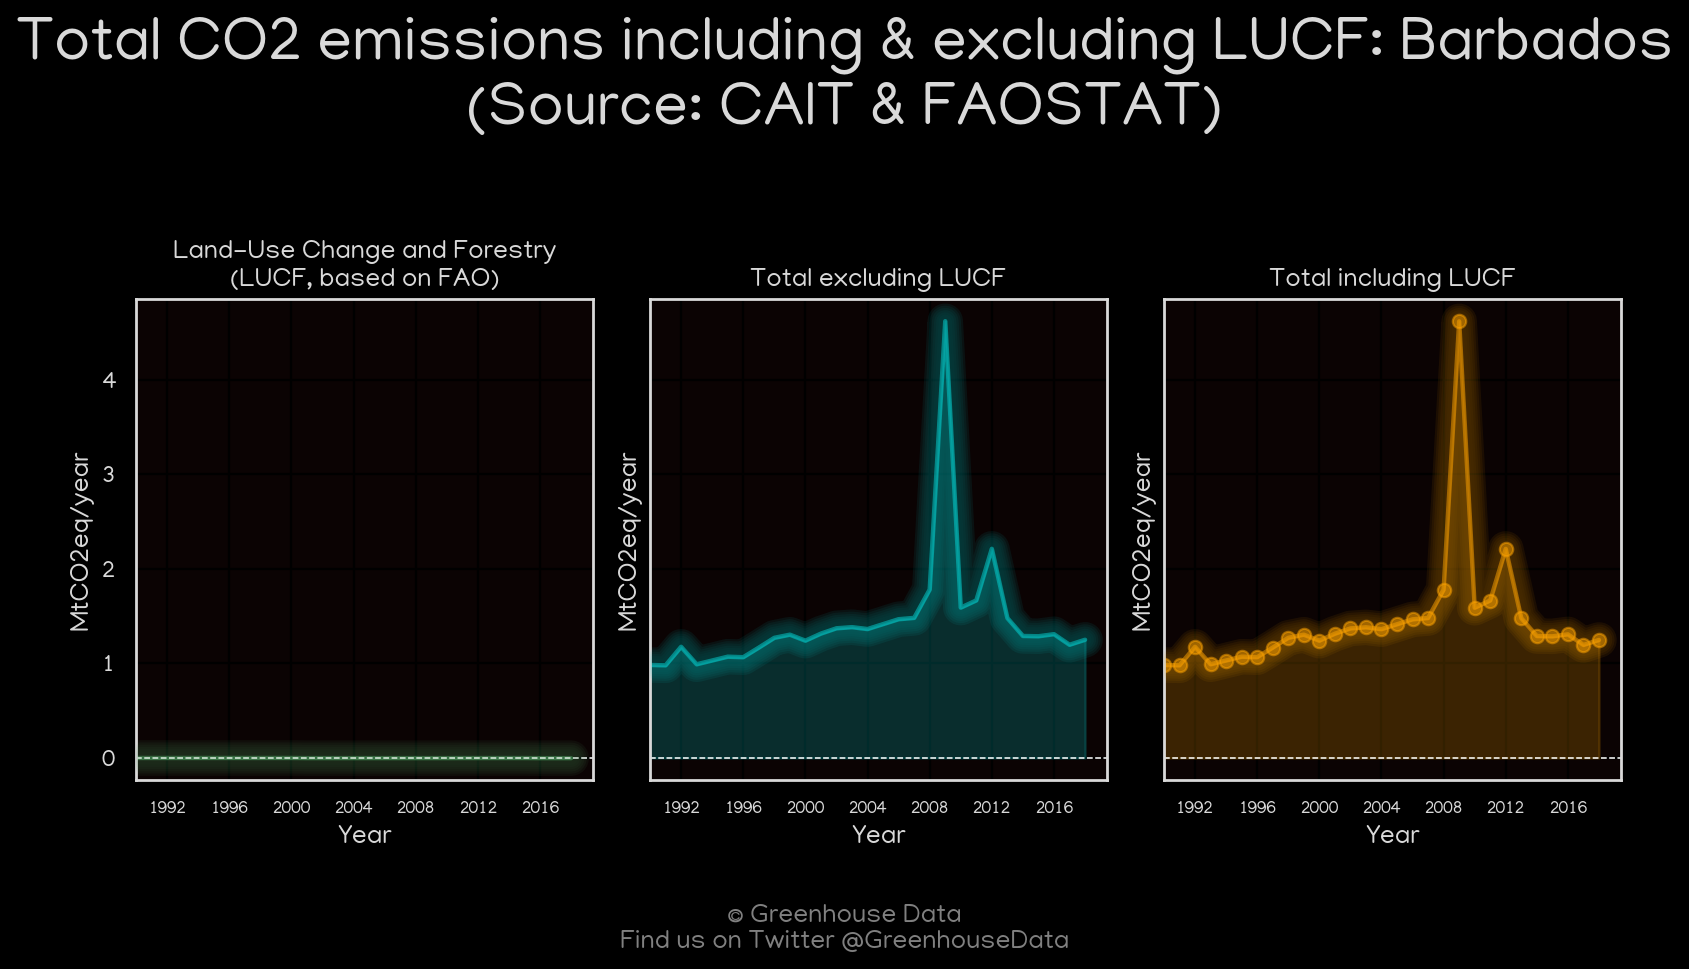 Total CO2 emissions including & excluding LUCF: Barbados
(Source: CAIT & FAOSTAT)
Land-Use Change and Forestry
(LUCF, based on FAO)
MtCO2eq/year
4
3
2
1
0
1992 1996 2000 2004 2008 2012 2016
Year
Total excluding LUCF
MtCO2eq/year
1992 1996 2000 2004 2008 2012 2016
Year
Total including LUCF
MtCO2eq/year
1992 1996 2000 2004 2008 2012 2016
Year
© Greenhouse Data
Find us on Twitter @GreenhouseData